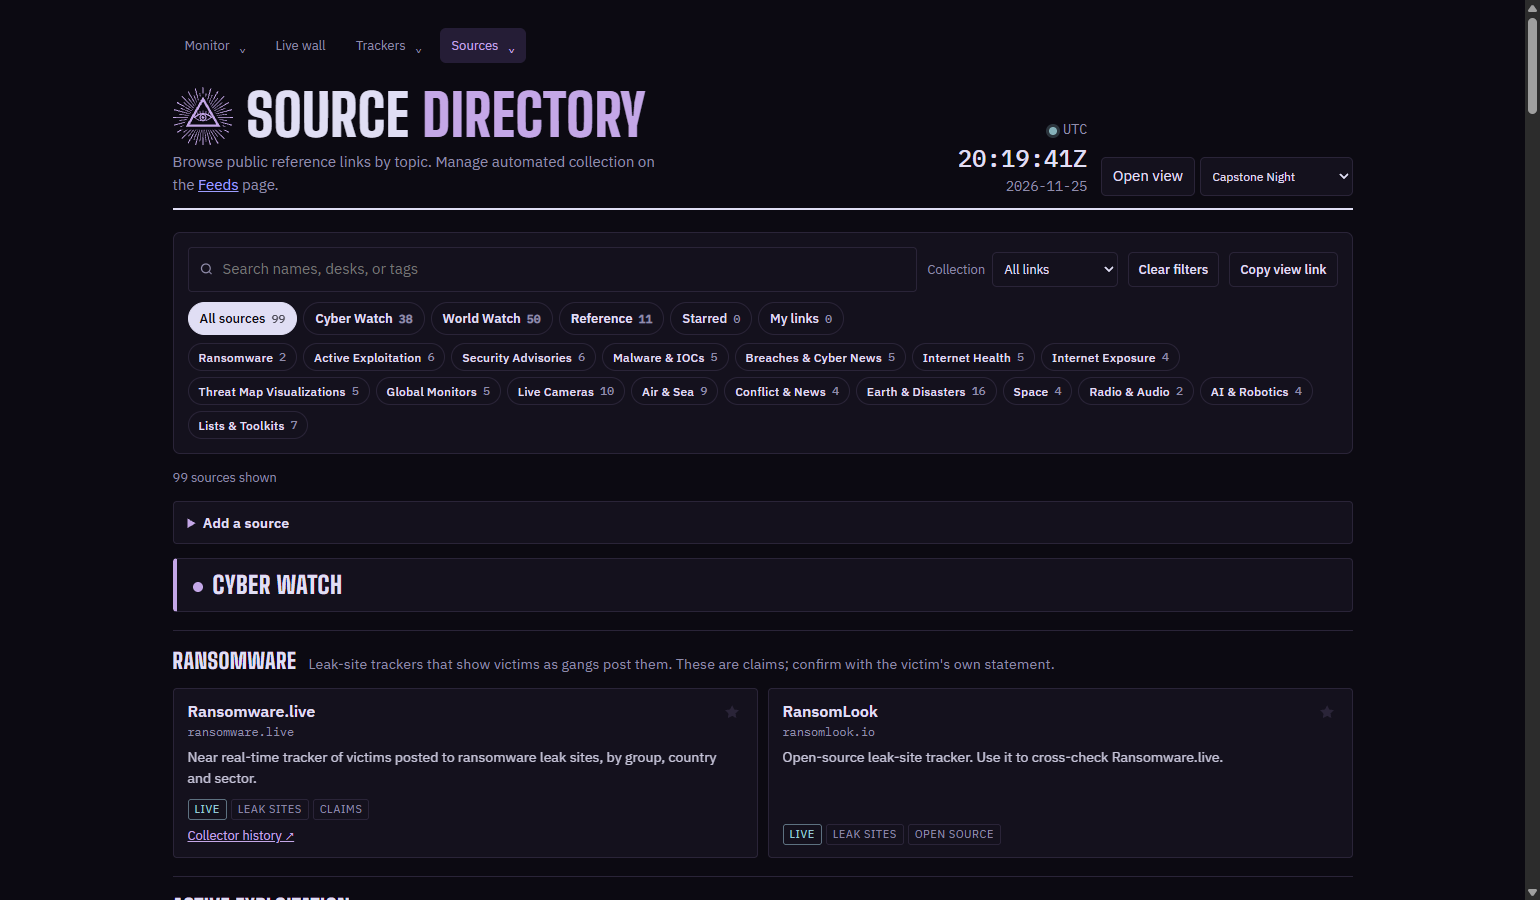 Monitor
Live wall
Trackers
Sources
SOURCE DIRECTORY
Browse public reference links by topic. Manage automated collection on
the Feeds page.
UTC
20:19:41Z
2026-11-25
Open view
Capstone Night
Search names, desks, or tags
Collection
All links
Clear filters
Copy view link
All sources 99
Cyber Watch 38
World Watch 50
Reference 11
Starred 0
My links 0
Ransomware 2
Active Exploitation 6
Security Advisories 6
Malware & IOCs 5
Breaches & Cyber News 5
Internet Health 5
Internet Exposure 4
Threat Map Visualizations 5
Global Monitors 5
Live Cameras 10
Air & Sea 9
Conflict & News 4
Earth & Disasters 16
Space 4
Radio & Audio 2
AI & Robotics 4
Lists & Toolkits 7
99 sources shown
Add a source
CYBER WATCH
RANSOMWARE
Leak-site trackers that show victims as gangs post them. These are claims; confirm with the victim's own statement.
Ransomware.live
ransomware.live
Near real-time tracker of victims posted to ransomware leak sites, by group, country
and sector.
LIVE
LEAK SITES
CLAIMS
Collector history ↗
RansomLook
ransomlook.io
Open-source leak-site tracker. Use it to cross-check Ransomware.live.
LIVE
LEAK SITES
OPEN SOURCE
ACTIVE EXPLOITATION